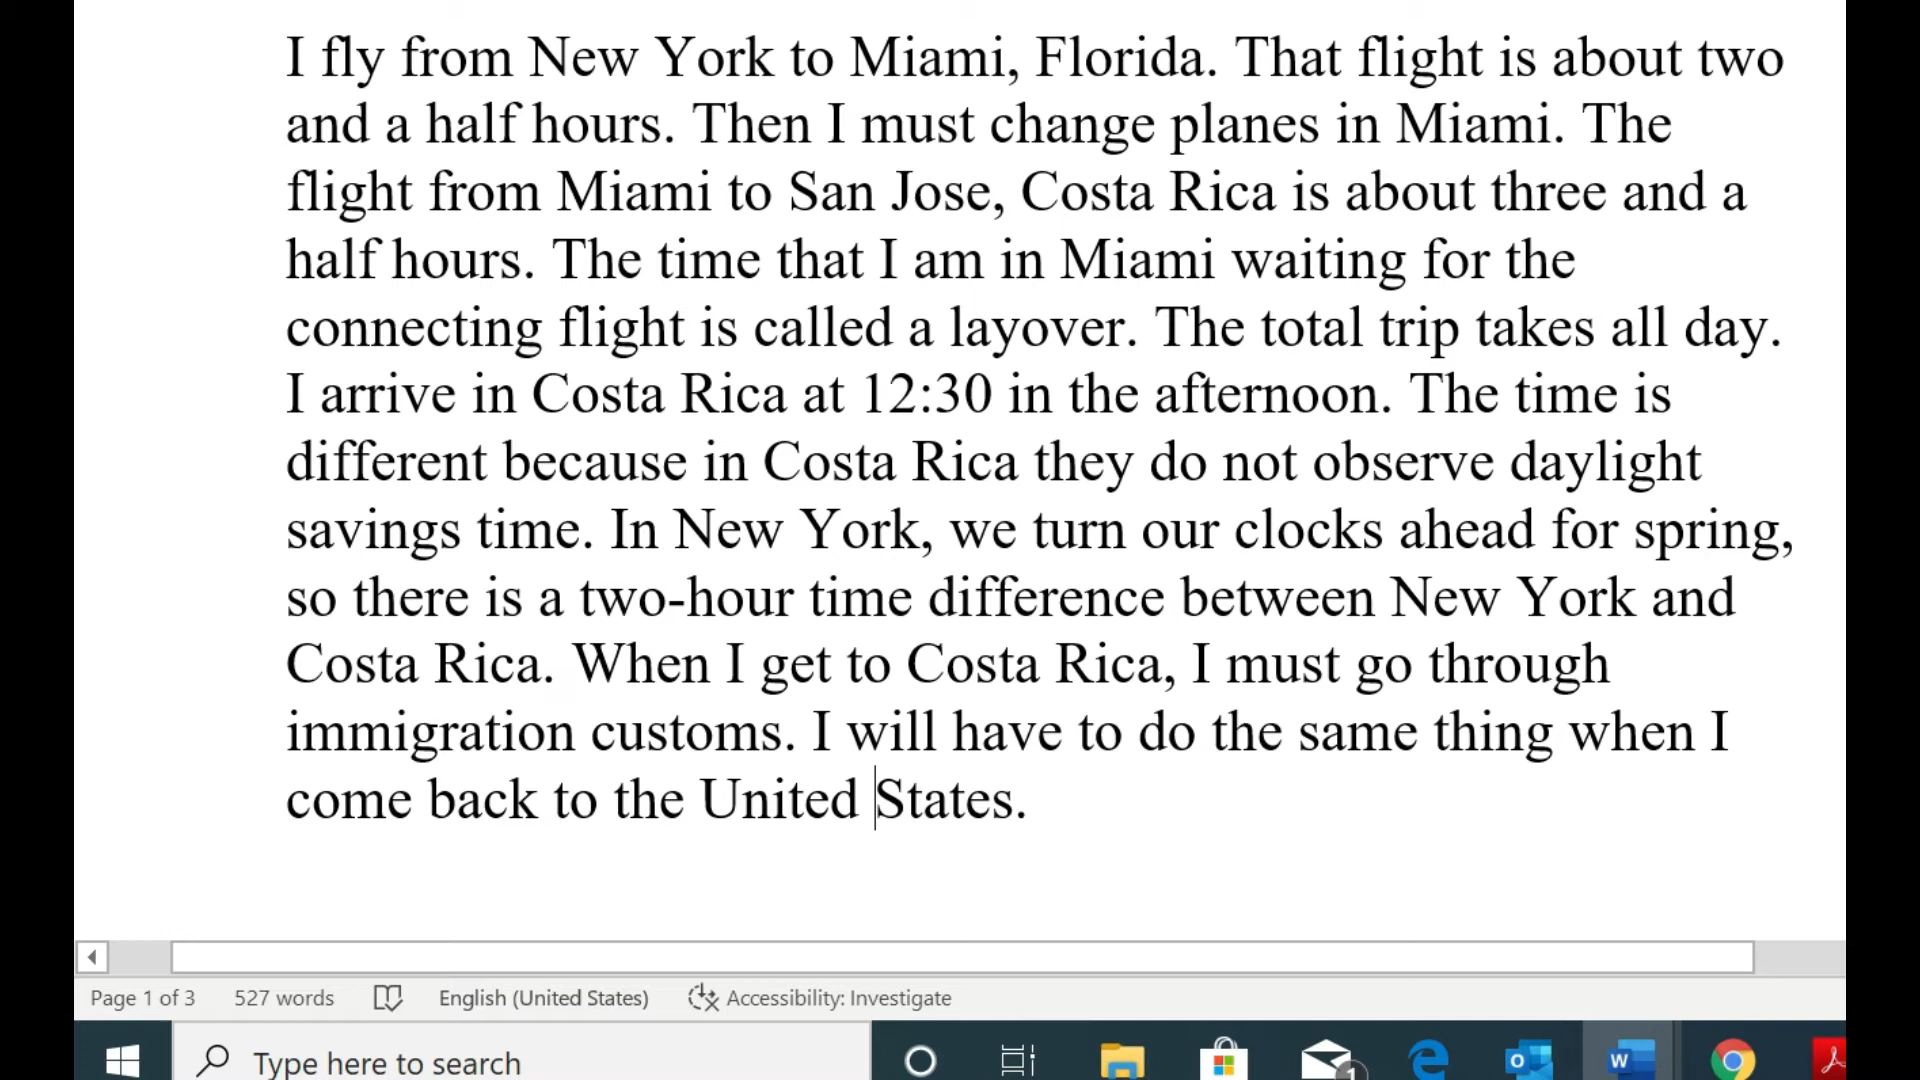 I fly from New York to Miami, Florida. That flight is about two
and a half hours. Then I must change planes in Miami. The
flight from Miami to San Jose, Costa Rica is about three and a
half hours. The time that I am in Miami waiting for the
connecting flight is called a layover. The total trip takes all day.
I arrive in Costa Rica at 12:30 in the afternoon. The time is
different because in Costa Rica they do not observe daylight
savings time. In New York, we turn our clocks ahead for spring,
so there is a two-hour time difference between New York and
Costa Rica. When I get to Costa Rica, I must go through
immigration customs. I will have to do the same thing when I
come back to the United States.
Page 1 of 3 527 words English (United States) Accessibility: Investigate
Type here to search 1 o W